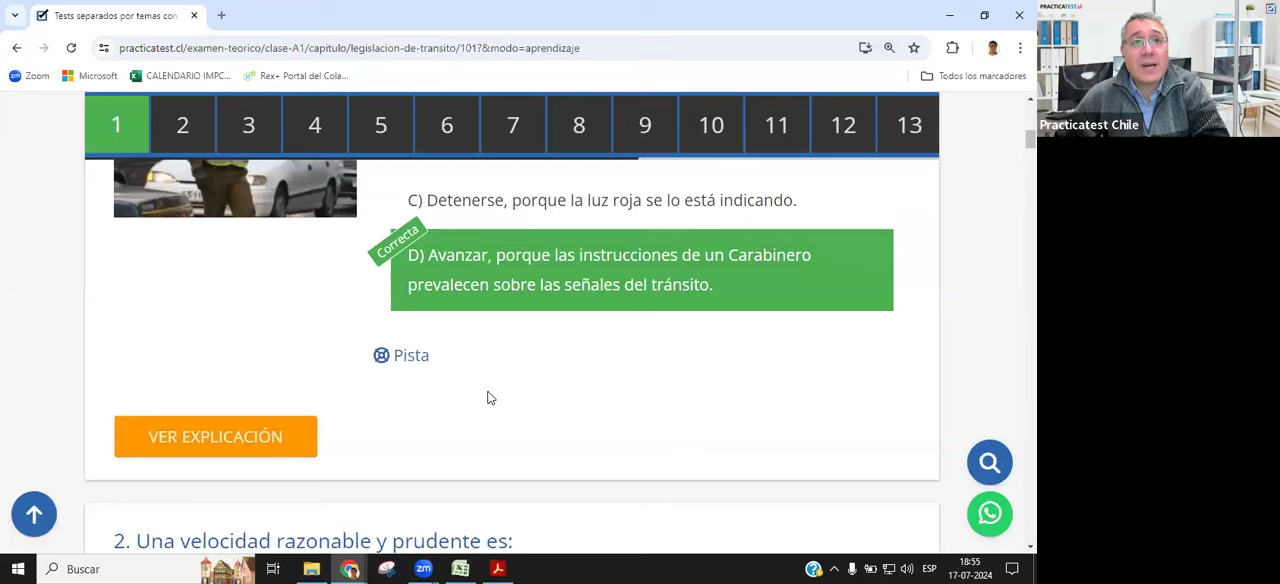 Tests separados por temas con
practicatest.cl/examen-teorico/clase-A1/capitulo/legislacion-de-transito/101?&modo=aprendizaje
Zoom
Microsoft
CALENDARIO IMPC...
Rex+ Portal del Cola...
Todos los marcadores
PRACTICATEST.cl
Practicatest Chile
1 2 3 4 5 6 7 8 9 10 11 12 13
C) Detenerse, porque la luz roja se lo está indicando.
Correcta
D) Avanzar, porque las instrucciones de un Carabinero
prevalecen sobre las señales del tránsito.
Pista
VER EXPLICACIÓN
2. Una velocidad razonable y prudente es:
Buscar
zm
ESP
18:55
17-07-2024